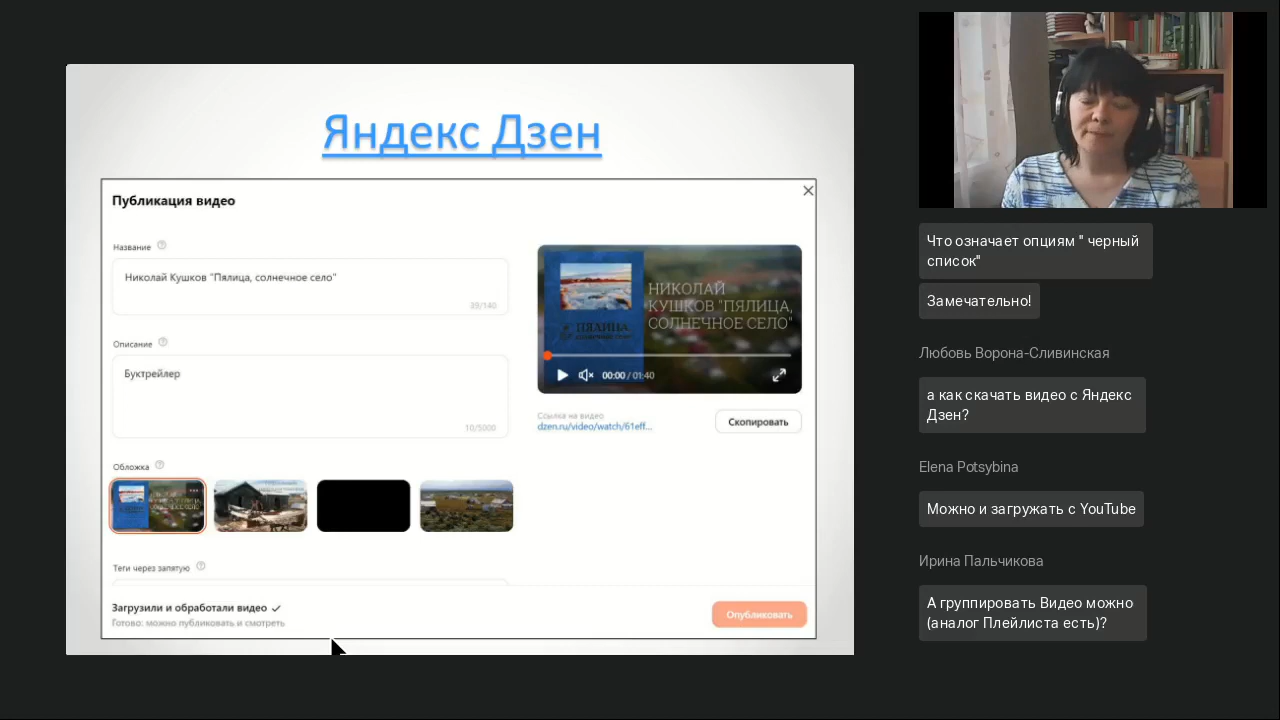 Яндекс Дзен
Публикация видео
Название
Николай Кушков "Пялица, солнечное село"
39/140
Описание
Буктрейлер
10/5000
Обложка
Теги через запятую
Загрузили и обработали видео
Готово: можно публиковать и смотреть
НИКОЛАЙ
КУШКОВ "ПЯЛИЦА,
СОЛНЕЧНОЕ СЕЛО"
ПЯЛИЦА
00:00 / 01:40
Ссылка на видео
dzen.ru/video/watch/61eff...
Скопировать
Опубликовать
Что означает опциям " черный
список"
Замечательно!
Любовь Ворона-Сливинская
а как скачать видео с Яндекс
Дзен?
Elena Potsybina
Можно и загружать с YouTube
Ирина Пальчикова
А группировать Видео можно
(аналог Плейлиста есть)?